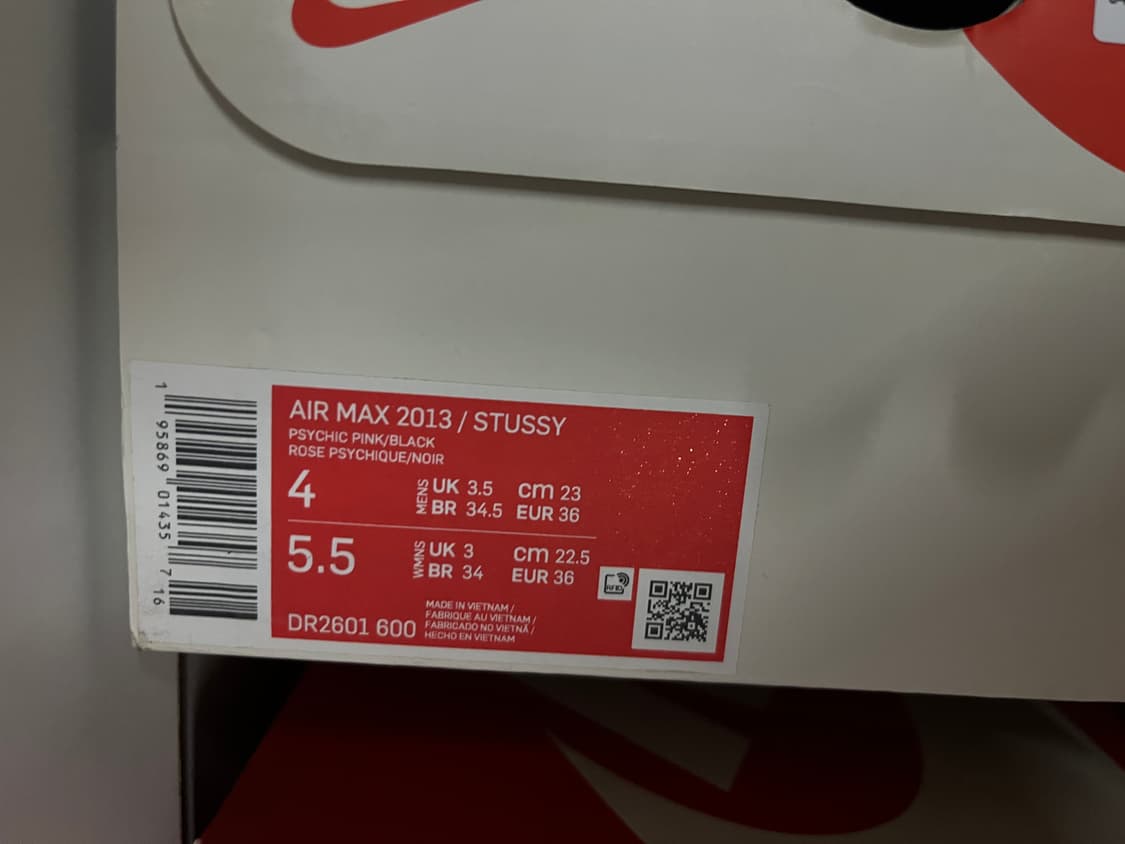 AIR MAX 2013 / STUSSY
PSYCHIC PINK/BLACK
ROSE PSYCHIQUE/NOIR
4 MENS UK 3.5 cm 23
BR 34.5 EUR 36
5.5 WMNS UK 3 cm 22.5
BR 34 EUR 36
DR2601 600
MADE IN VIETNAM /
FABRIQUE AU VIETNAM /
FABRICADO NO VIETNÃ /
HECHO EN VIETNAM
RFID
1 95869 01435 7 16